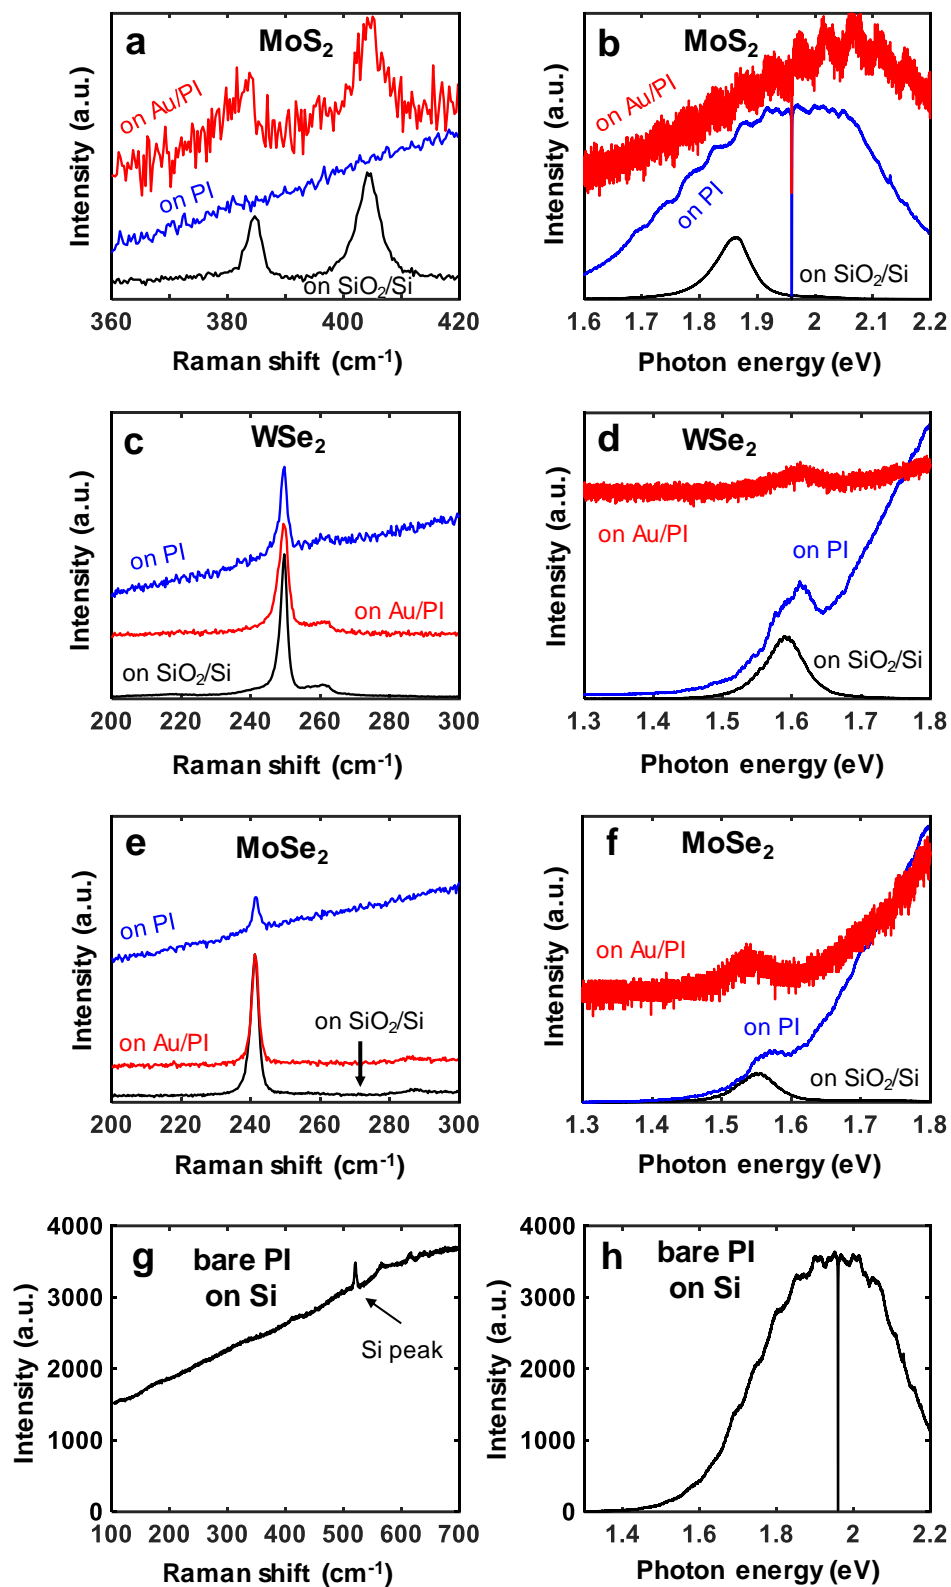 a
MoS2
on Au/PI
on PI
on SiO2/Si
Intensity (a.u.)
360 380 400 420
Raman shift (cm-1)
b
MoS2
on Au/PI
on PI
on SiO2/Si
Intensity (a.u.)
1.6 1.7 1.8 1.9 2 2.1 2.2
Photon energy (eV)
c
WSe2
on PI
on Au/PI
on SiO2/Si
Intensity (a.u.)
200 220 240 260 280 300
Raman shift (cm-1)
d
WSe2
on Au/PI
on PI
on SiO2/Si
Intensity (a.u.)
1.3 1.4 1.5 1.6 1.7 1.8
Photon energy (eV)
e
MoSe2
on PI
on SiO2/Si
on Au/PI
Intensity (a.u.)
200 220 240 260 280 300
Raman shift (cm-1)
f
MoSe2
on Au/PI
on PI
on SiO2/Si
Intensity (a.u.)
1.3 1.4 1.5 1.6 1.7 1.8
Photon energy (eV)
g
bare PI
on Si
Si peak
Intensity (a.u.)
4000
3000
2000
1000
0
100 200 300 400 500 600 700
Raman shift (cm-1)
h
bare PI
on Si
Intensity (a.u.)
4000
3000
2000
1000
0
1.4 1.6 1.8 2 2.2
Photon energy (eV)